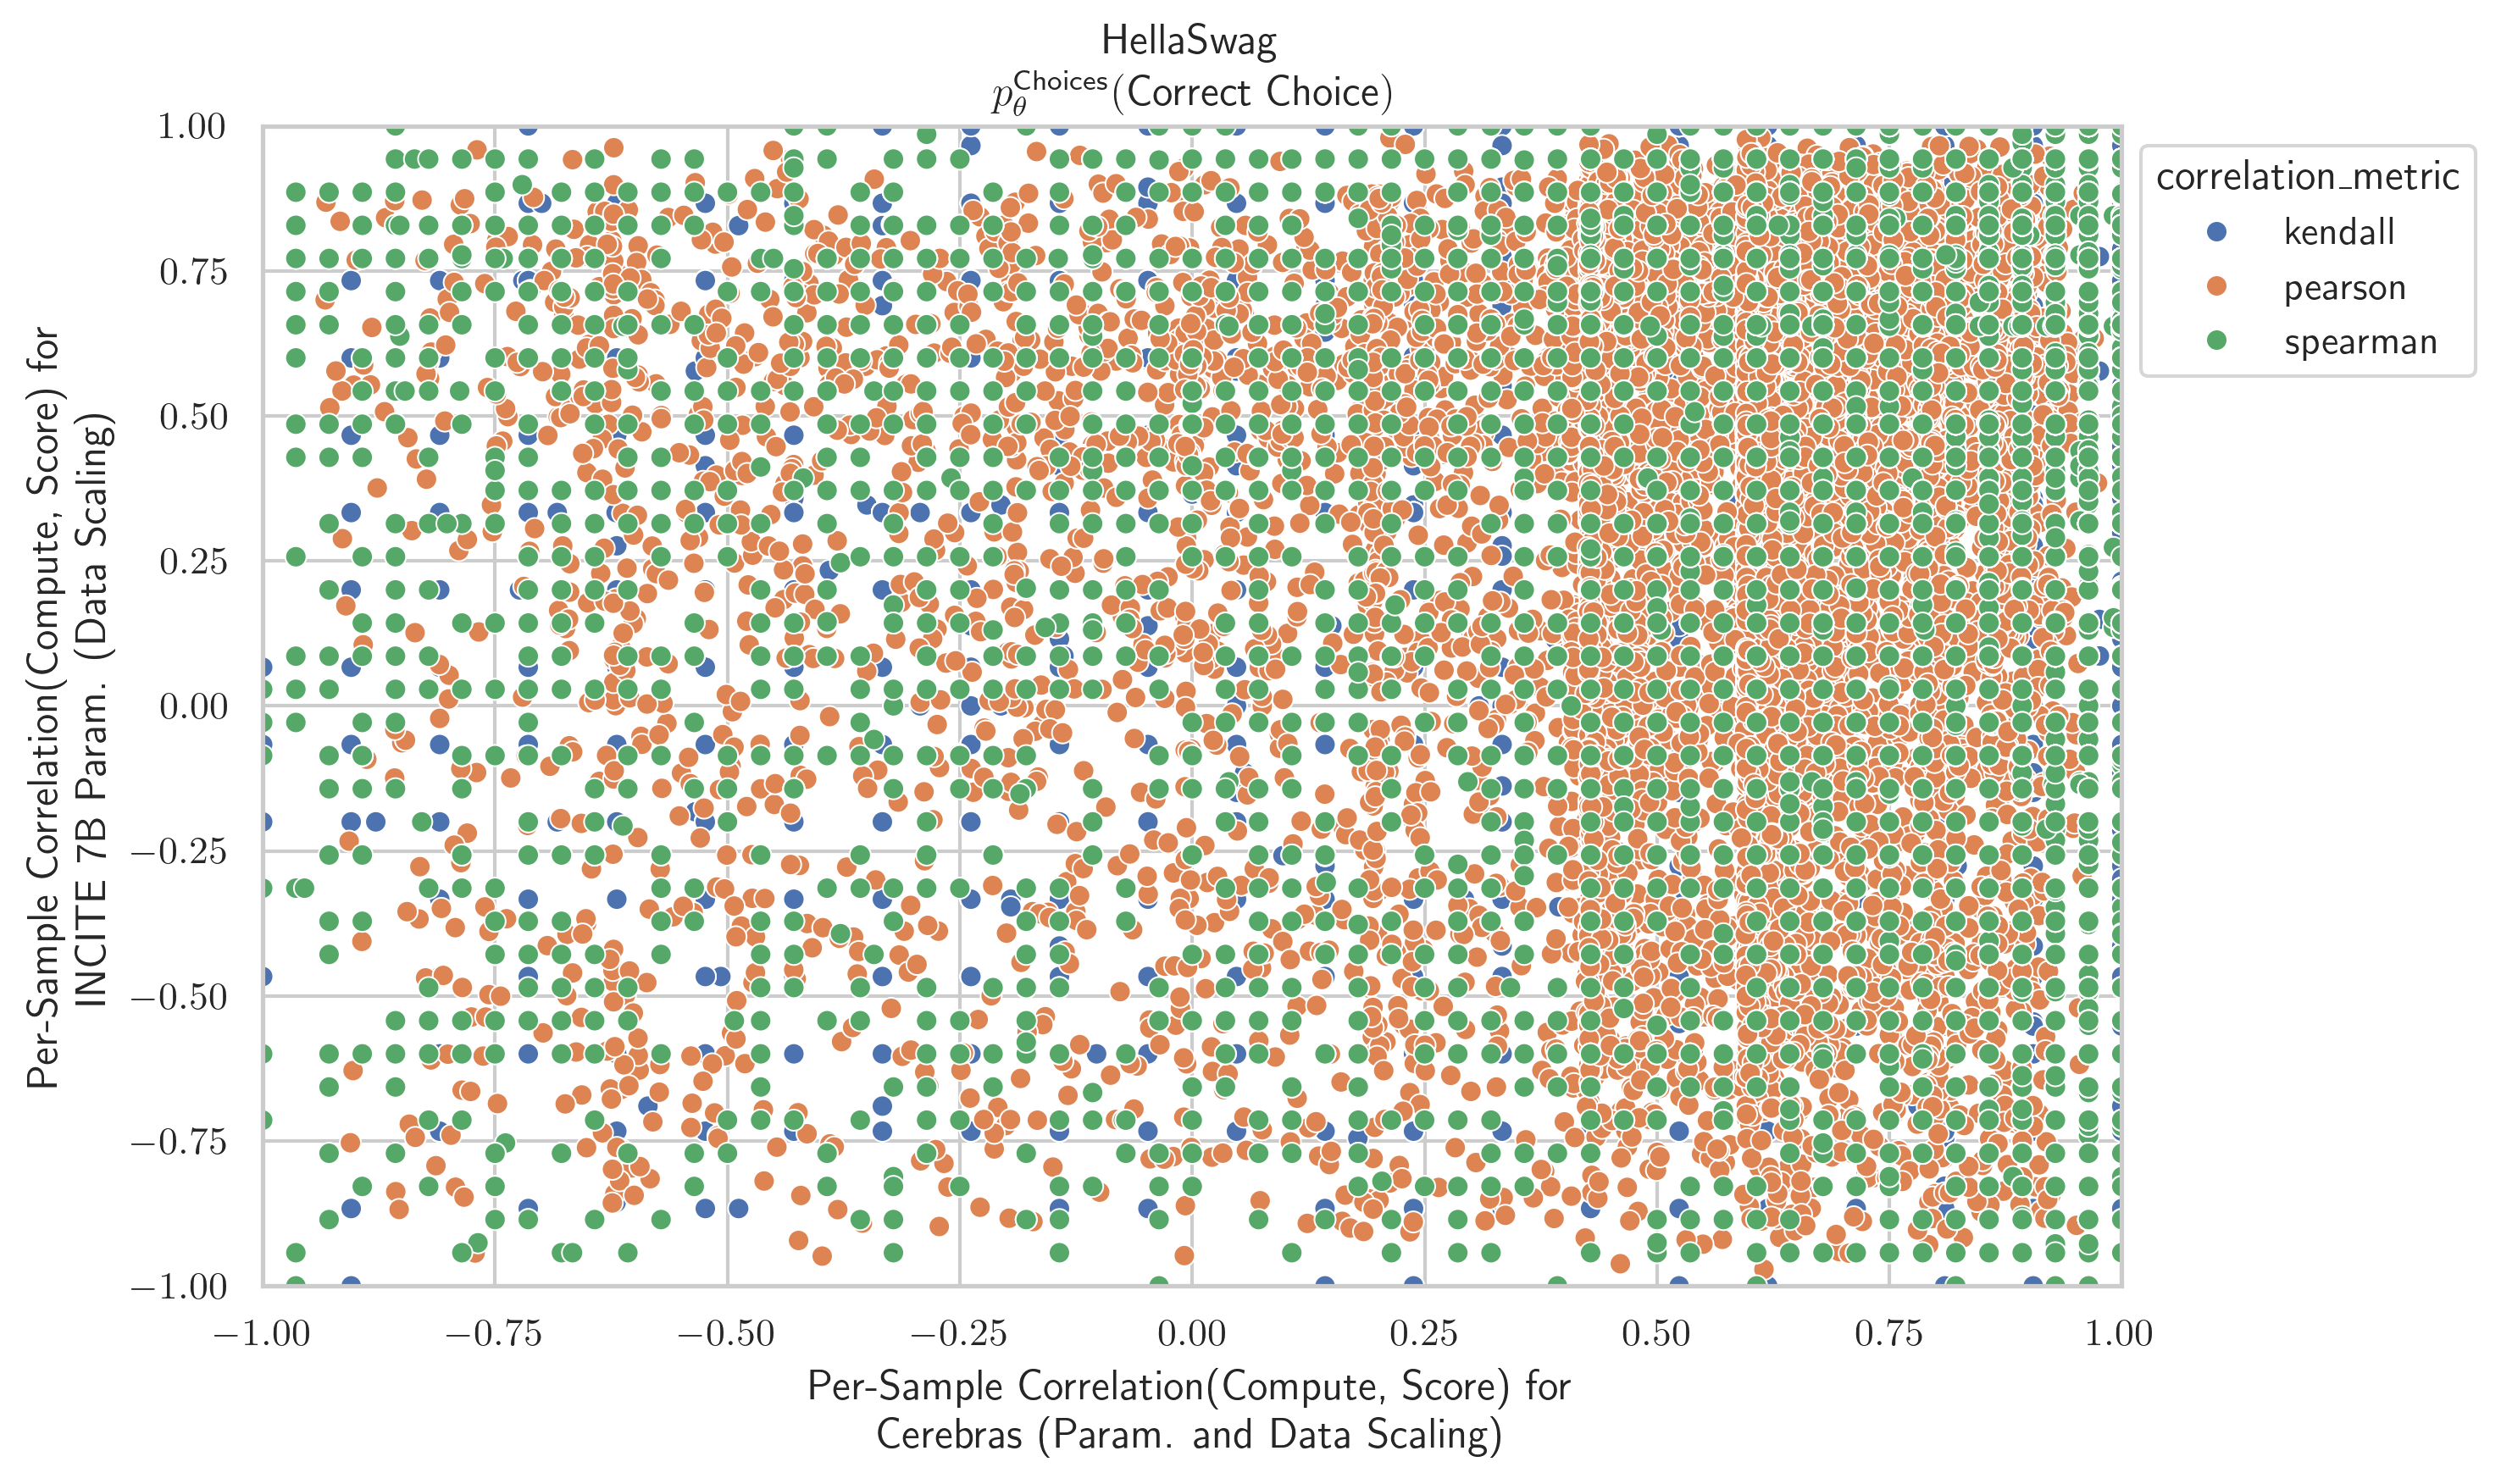 HellaSwag
p_θ^Choices(Correct Choice)
Per-Sample Correlation(Compute, Score) for
INCITE 7B Param. (Data Scaling)
1.00
0.75
0.50
0.25
0.00
−0.25
−0.50
−0.75
−1.00
−1.00 −0.75 −0.50 −0.25 0.00 0.25 0.50 0.75 1.00
Per-Sample Correlation(Compute, Score) for
Cerebras (Param. and Data Scaling)
correlation_metric
kendall
pearson
spearman